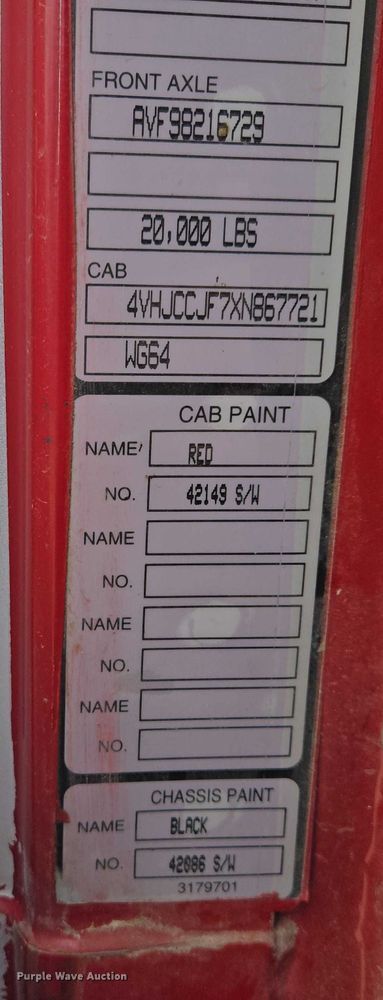 FRONT AXLE
AVF98216729
20,000 LBS
CAB
4VHJCCJF7XN867721
WG64
CAB PAINT
NAME RED
NO. 42149 S/W
NAME
NO.
NAME
NO.
NAME
NO.
CHASSIS PAINT
NAME BLACK
NO. 42086 S/W
3179701
Purple Wave Auction